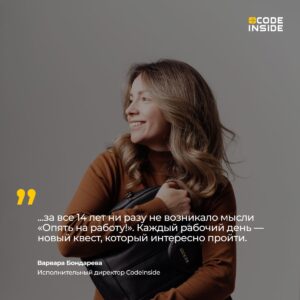 CODE
INSIDE
”
...за все 14 лет ни разу не возникало мысли
«Опять на работу!». Каждый рабочий день —
новый квест, который интересно пройти.
Варвара Бондарева
Исполнительный директор CodeInside